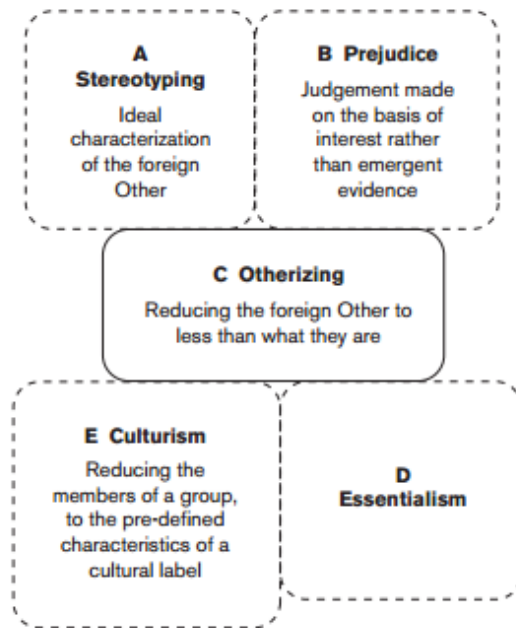 A
Stereotyping
Ideal
characterization
of the foreign
Other
B Prejudice
Judgement made
on the basis of
interest rather
than emergent
evidence
C Otherizing
Reducing the foreign Other to
less than what they are
E Culturism
Reducing the
members of a group,
to the pre-defined
characteristics of a
cultural label
D
Essentialism